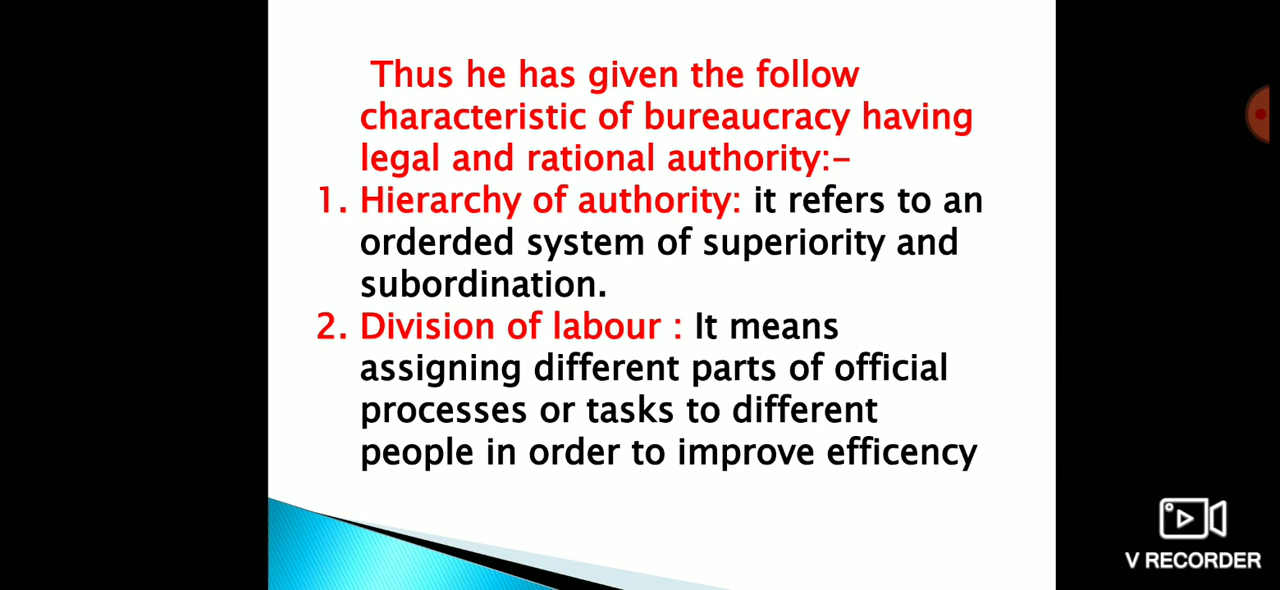 Thus he has given the follow
characteristic of bureaucracy having
legal and rational authority:-
1. Hierarchy of authority: it refers to an
orderded system of superiority and
subordination.
2. Division of labour : It means
assigning different parts of official
processes or tasks to different
people in order to improve efficency
V RECORDER